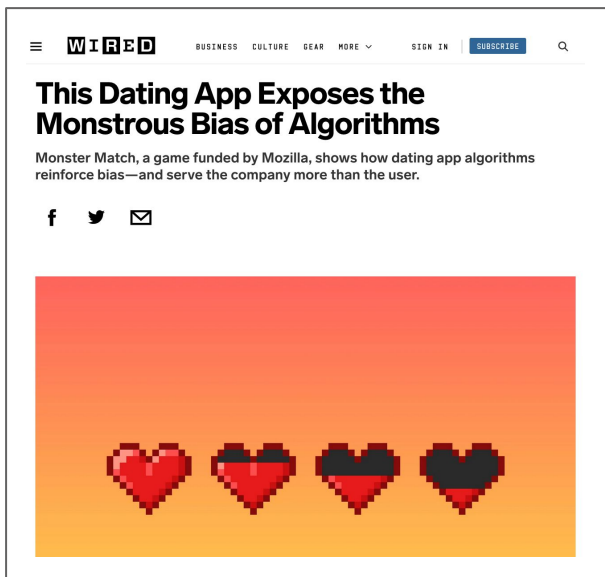 WIRED BUSINESS CULTURE GEAR MORE SIGN IN SUBSCRIBE
This Dating App Exposes the
Monstrous Bias of Algorithms
Monster Match, a game funded by Mozilla, shows how dating app algorithms
reinforce bias—and serve the company more than the user.